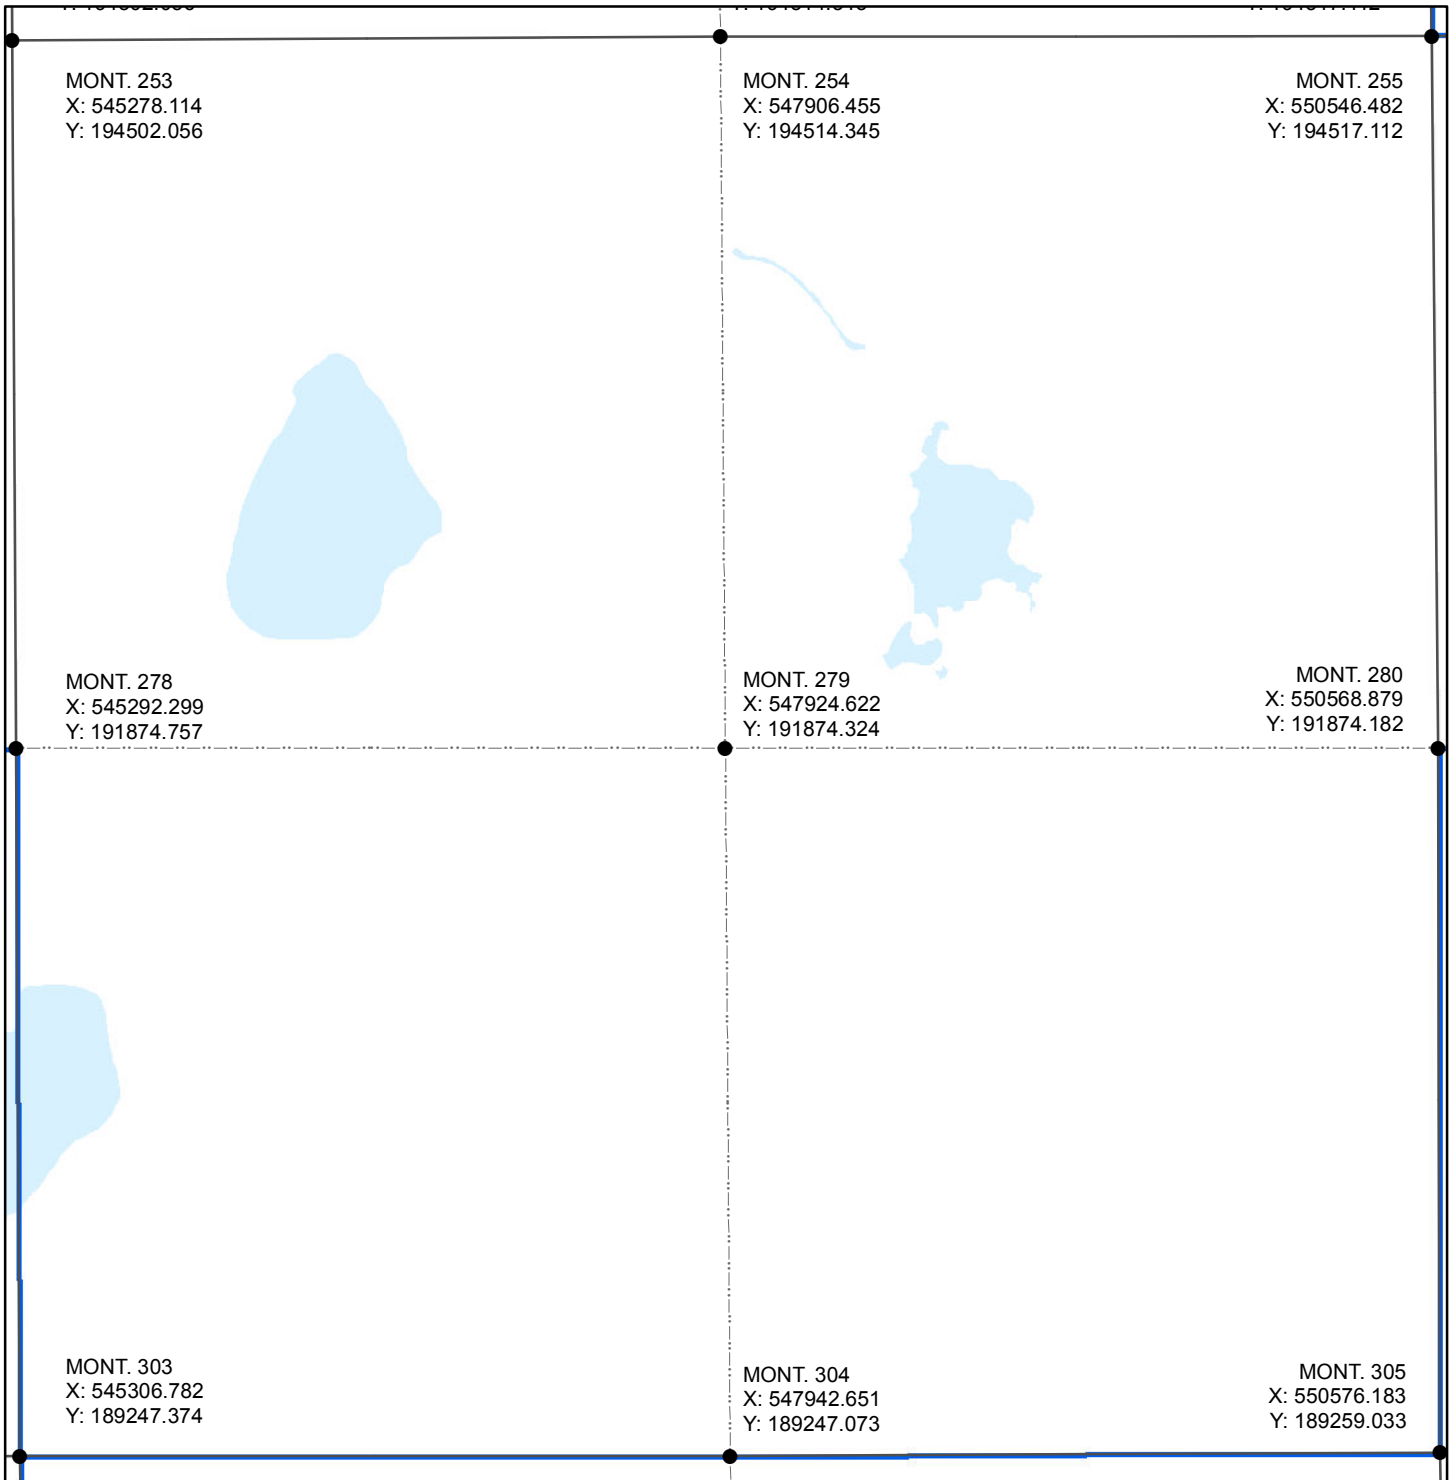 MONT. 253
X: 545278.114
Y: 194502.056
MONT. 254
X: 547906.455
Y: 194514.345
MONT. 255
X: 550546.482
Y: 194517.112
MONT. 278
X: 545292.299
Y: 191874.757
MONT. 279
X: 547924.622
Y: 191874.324
MONT. 280
X: 550568.879
Y: 191874.182
MONT. 303
X: 545306.782
Y: 189247.374
MONT. 304
X: 547942.651
Y: 189247.073
MONT. 305
X: 550576.183
Y: 189259.033